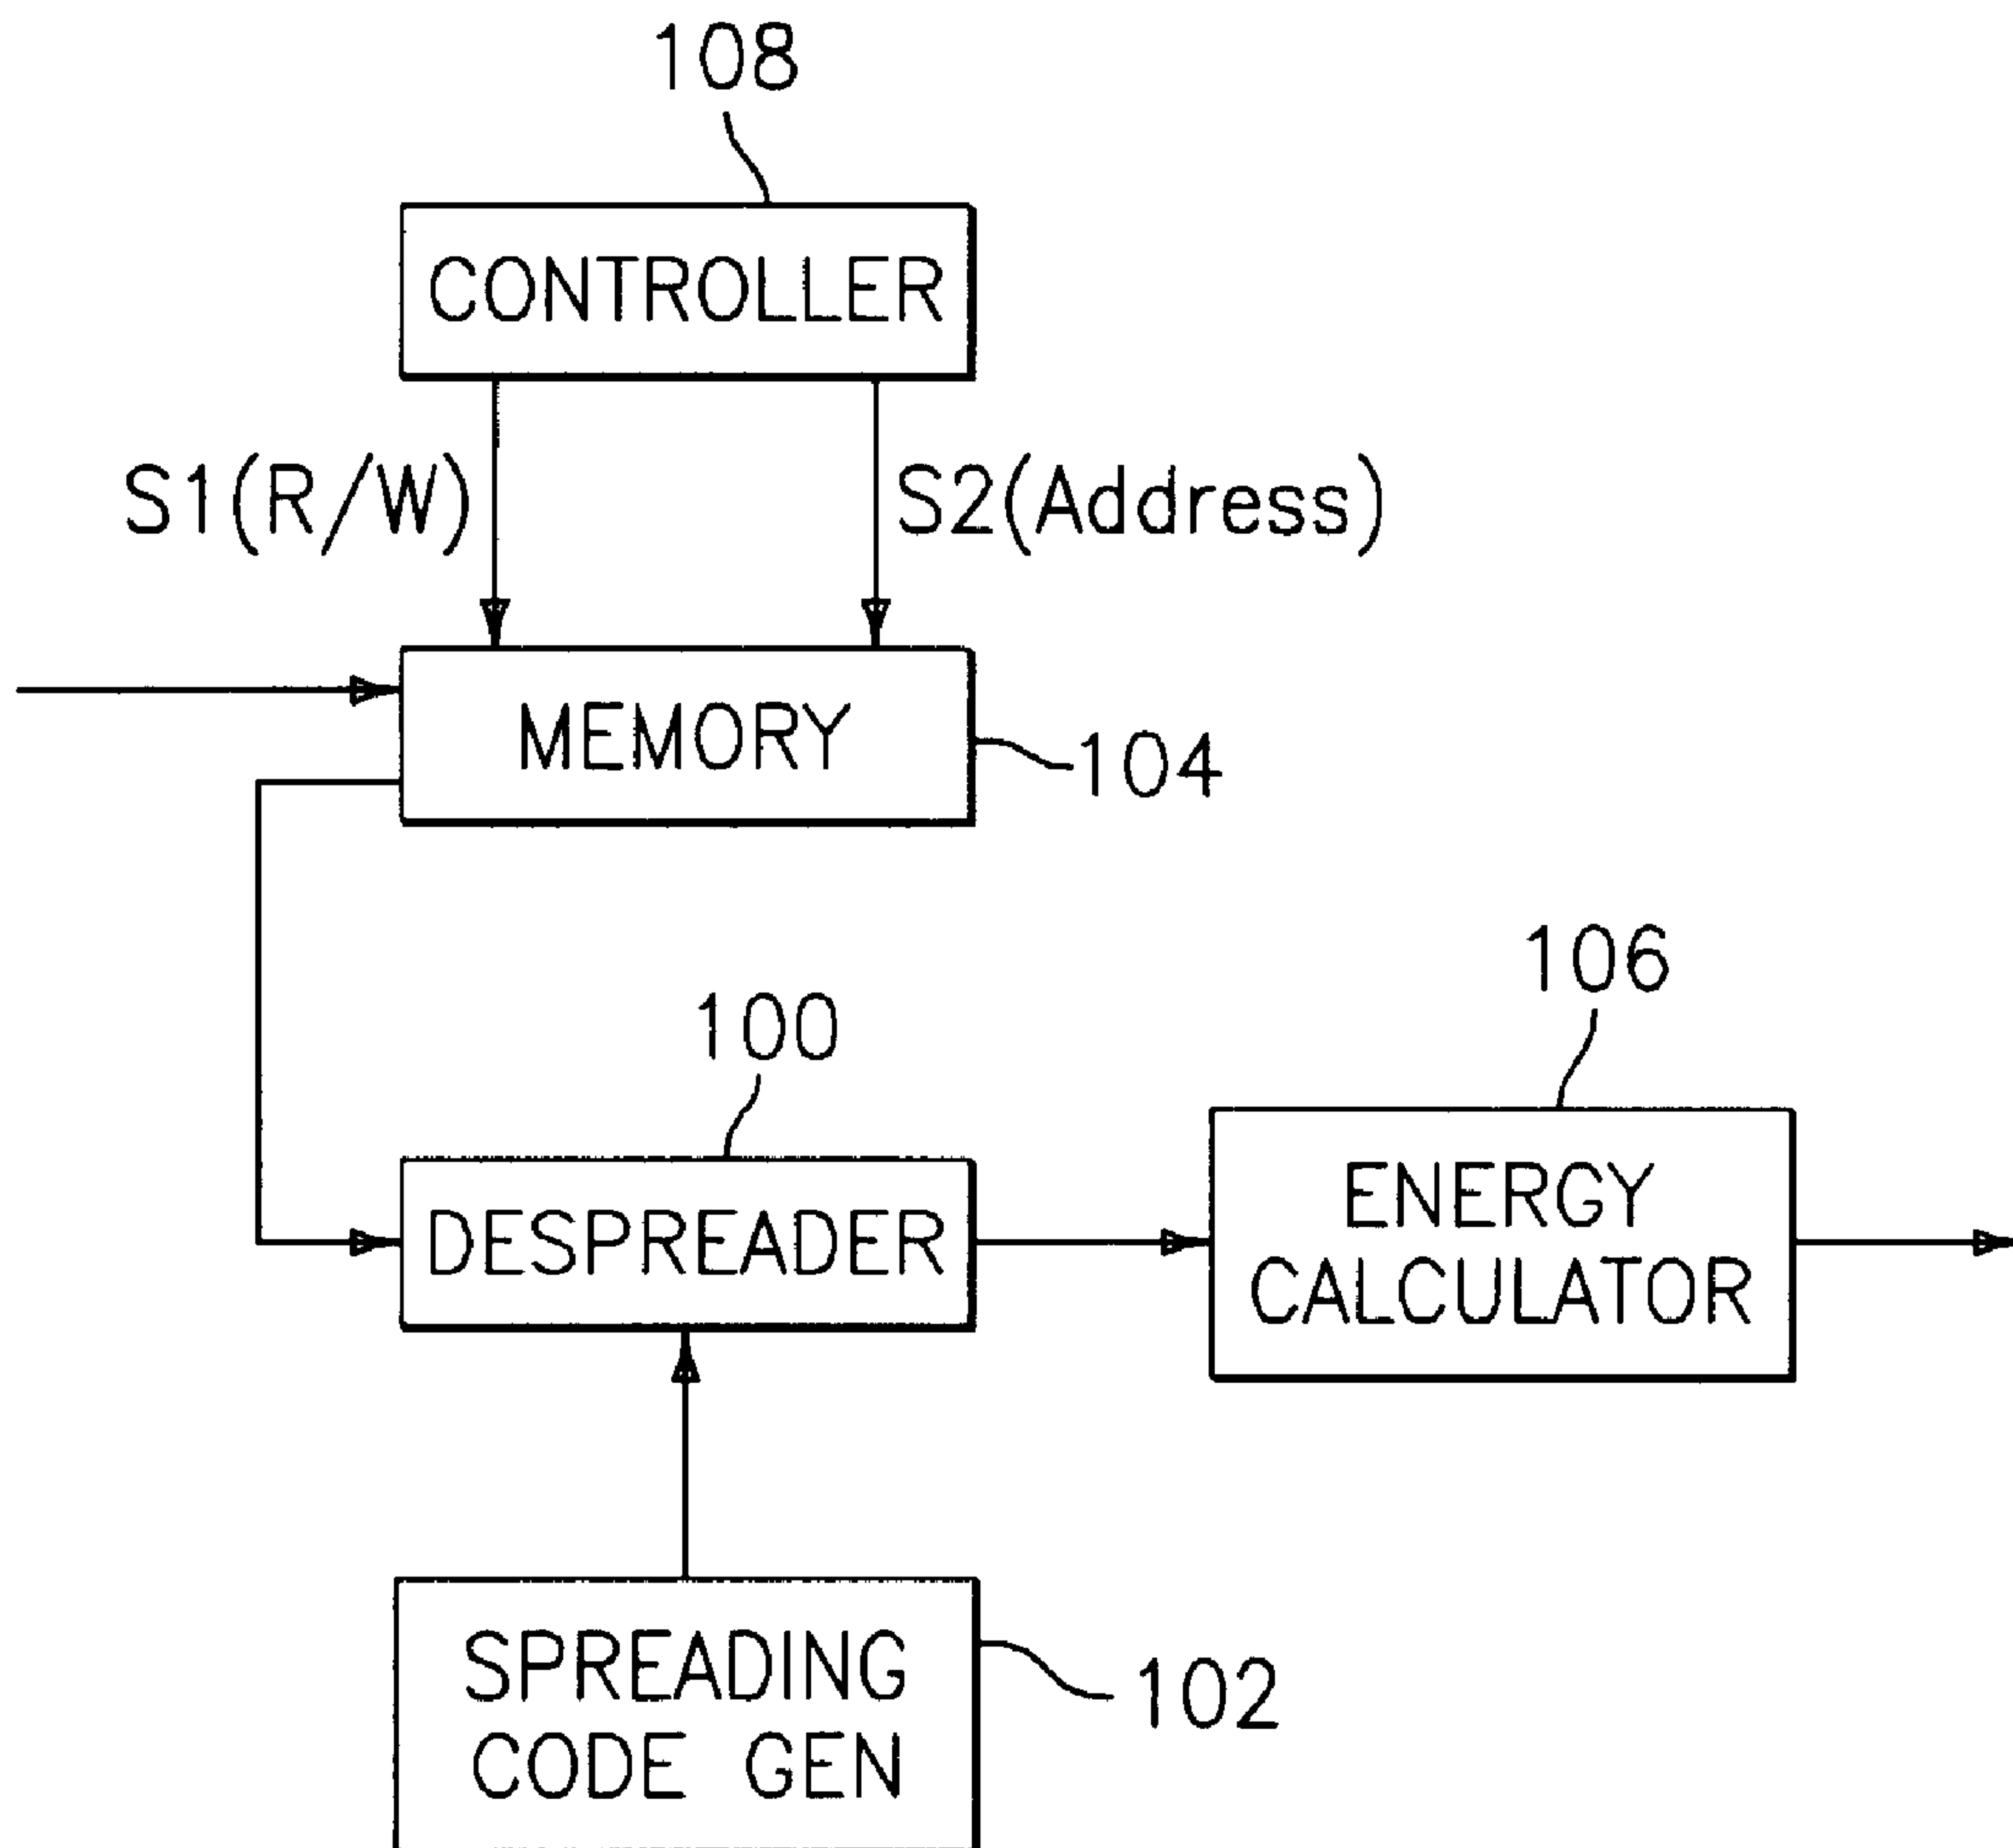 108
CONTROLLER
S1(R/W)
S2(Address)
MEMORY
104
106
100
ENERGY
CALCULATOR
DESPREADER
SPREADING
CODE GEN
102